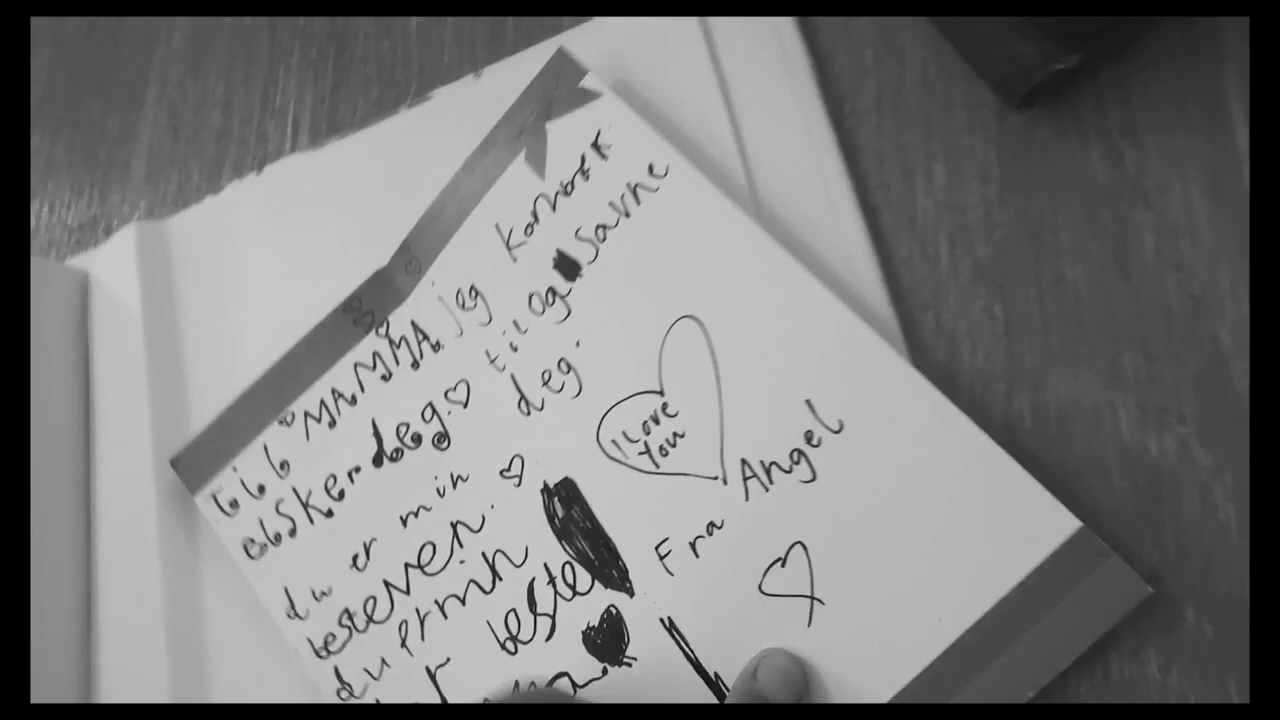 til MAMMA jeg
elsker deg. til og savne
deg.
du er min
besteven.
du er min
beste
I Love
You
Fra Angel